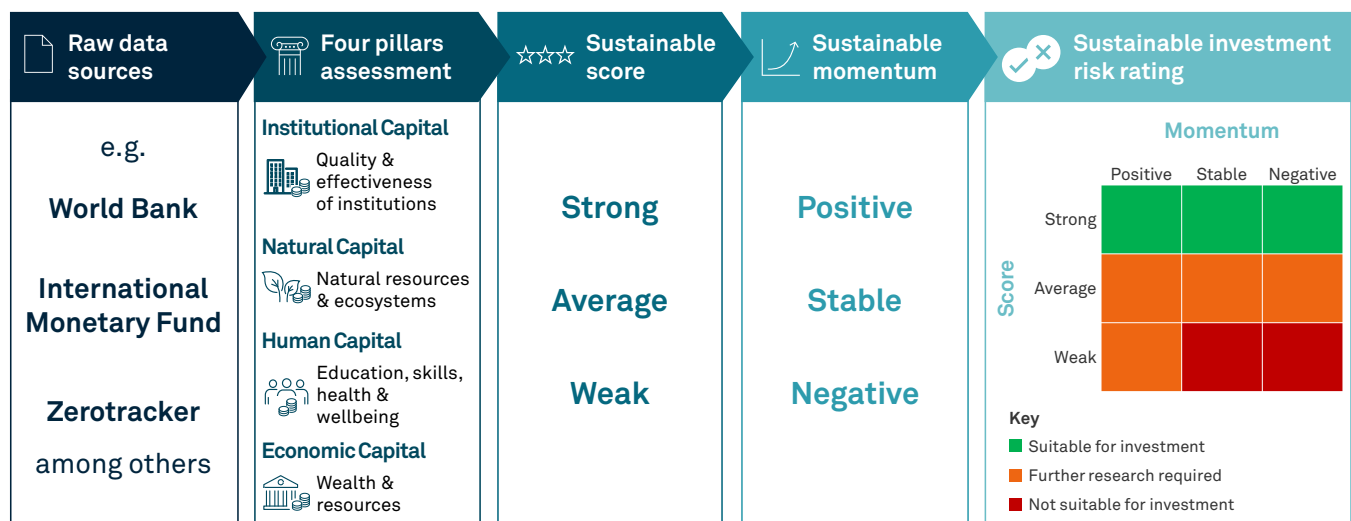 Raw data
sources
Four pillars
assessment
Sustainable
score
Sustainable
momentum
Sustainable investment
risk rating
e.g.
World Bank
International
Monetary Fund
Zerotracker
among others
Institutional Capital
Quality &
effectiveness
of institutions
Natural Capital
Natural resources
& ecosystems
Human Capital
Education, skills,
health &
wellbeing
Economic Capital
Wealth &
resources
Strong
Average
Weak
Positive
Stable
Negative
Momentum
Positive Stable Negative
Score
Strong
Average
Weak
Key
Suitable for investment
Further research required
Not suitable for investment